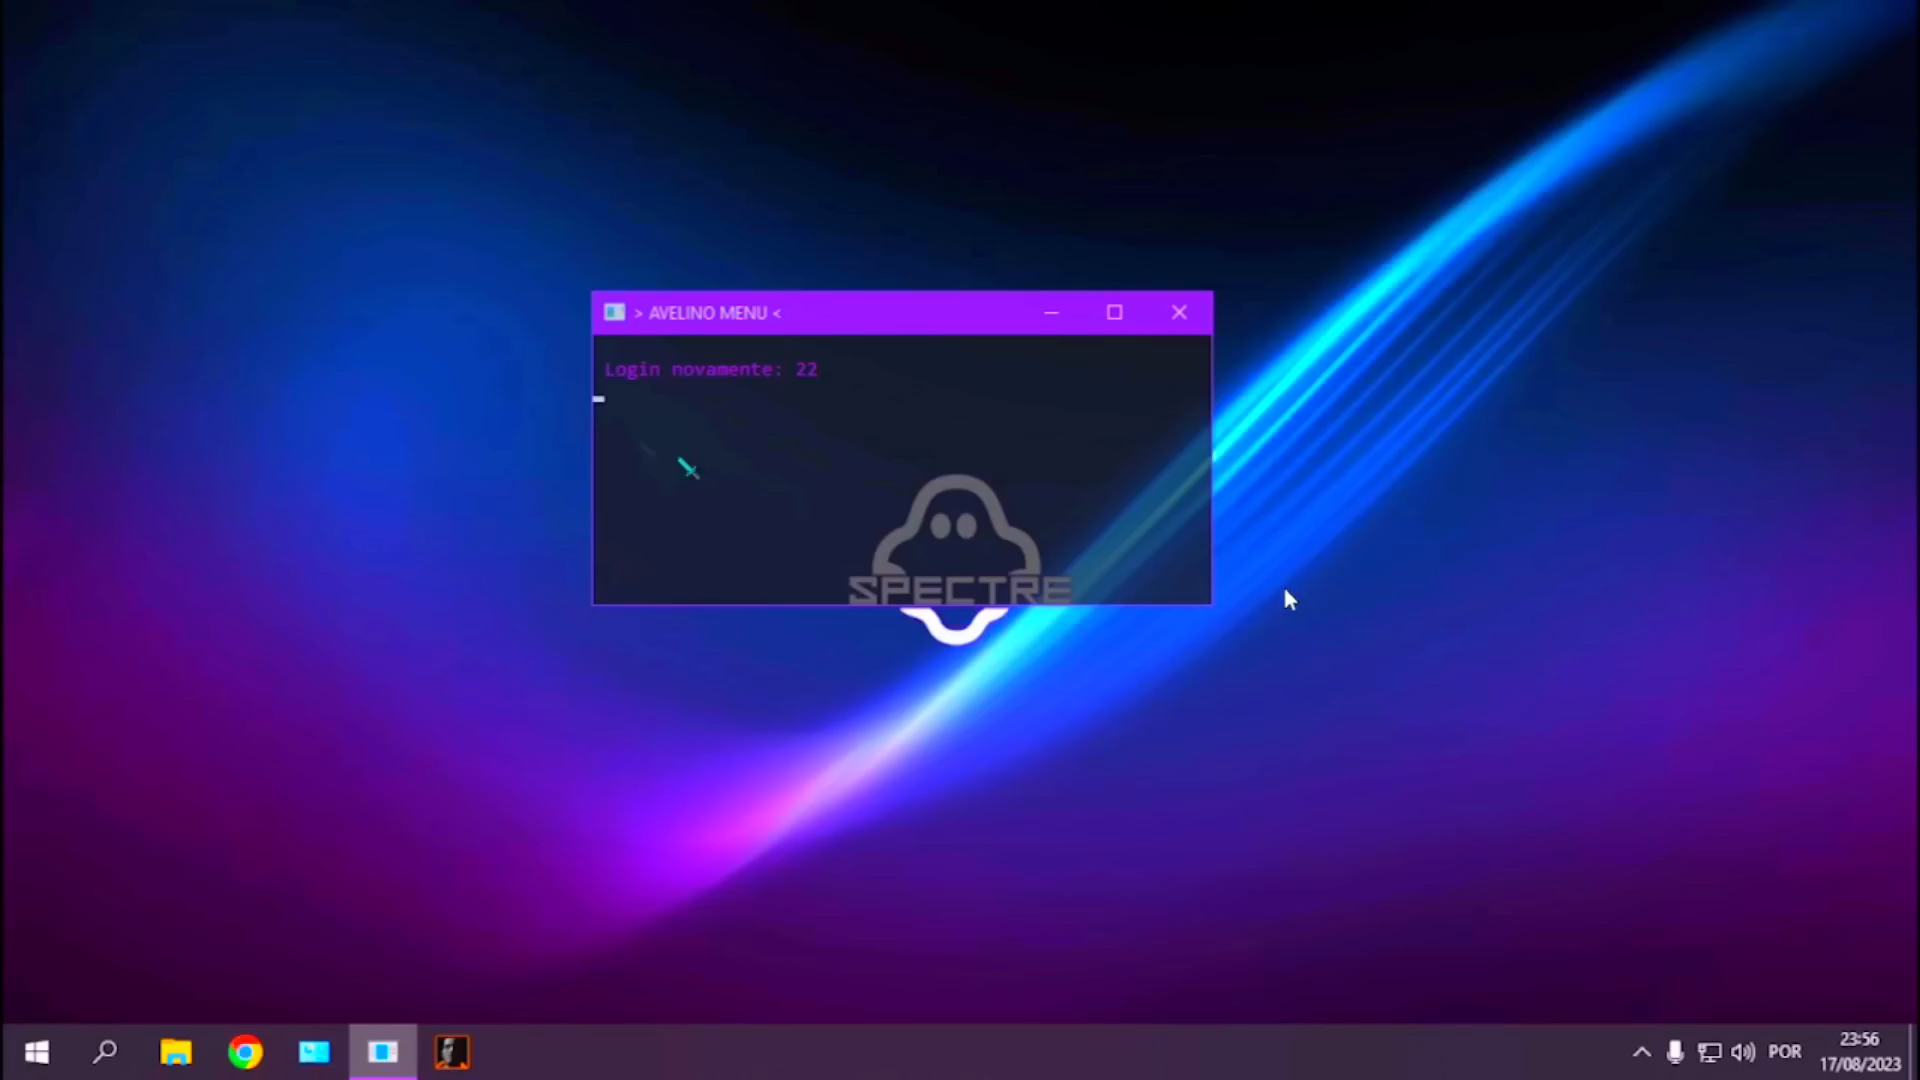 > AVELINO MENU <
Login novamente: 22
SPECTRE
POR
23:56
17/08/2023